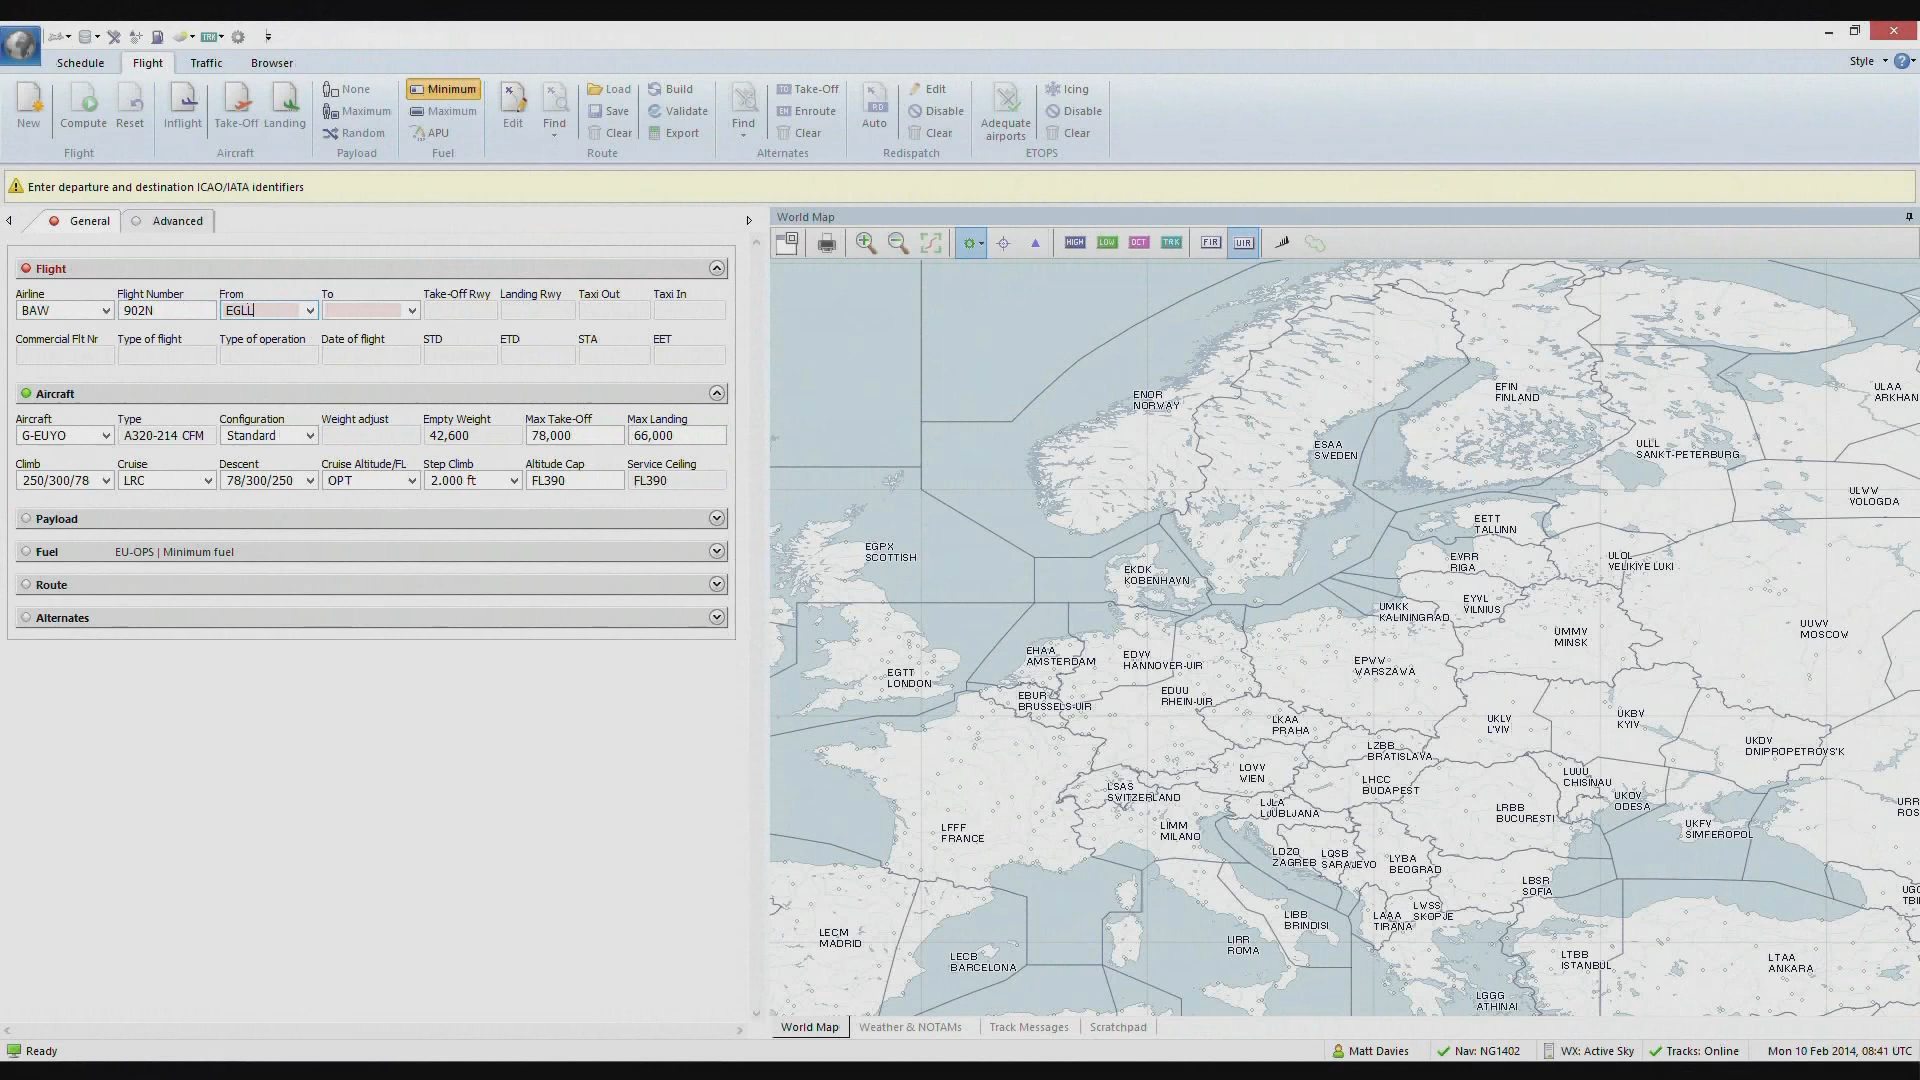 TRK
Schedule Flight Traffic Browser
Style
New Compute Reset
Flight
Inflight Take-Off Landing
Aircraft
None
Maximum
Random
Payload
Minimum
Maximum
APU
Fuel
Edit Find
Load Build
Save Validate
Clear Export
Route
Find
TO Take-Off
EN Enroute
Clear
Alternates
RD
Auto
Edit
Disable
Clear
Redispatch
Adequate
airports
Icing
Disable
Clear
ETOPS
Enter departure and destination ICAO/IATA identifiers
General Advanced
Flight
Airline Flight Number From To Take-Off Rwy Landing Rwy Taxi Out Taxi In
BAW 902N EGLL
Commercial Flt Nr Type of flight Type of operation Date of flight STD ETD STA EET
Aircraft
Aircraft Type Configuration Weight adjust Empty Weight Max Take-Off Max Landing
G-EUYO A320-214 CFM Standard 42,600 78,000 66,000
Climb Cruise Descent Cruise Altitude/FL Step Climb Altitude Cap Service Ceiling
250/300/78 LRC 78/300/250 OPT 2.000 ft FL390 FL390
Payload
Fuel EU-OPS | Minimum fuel
Route
Alternates
World Map
HIGH LOW DCT TRK FIR UIR
ENOR
NORWAY
EFIN
FINLAND
ULAA
ARKHAN
ESAA
SWEDEN
ULLL
SANKT-PETERBURG
ULWW
VOLOGDA
EETT
TALLINN
EGPX
SCOTTISH
EVRR
RIGA
ULOL
VELIKIYE LUKI
EKDK
KOBENHAVN
EYVL
VILNIUS
UMKK
KALININGRAD
UUWV
MOSCOW
UMMV
MINSK
EHAA
AMSTERDAM
EDVV
HANNOVER-UIR
EPWW
WARSZAWA
EGTT
LONDON
EBUR
BRUSSELS-UIR
EDUU
RHEIN-UIR
LKAA
PRAHA
UKLV
L'VIV
UKBV
KYIV
UKDV
DNIPROPETROVS'K
LZBB
BRATISLAVA
LOVV
WIEN
LHCC
BUDAPEST
LUUU
CHISINAU
LSAS
SWITZERLAND
UKOV
ODESA
LJLA
LJUBLJANA
LRBB
BUCURESTI
URR
ROS
LFFF
FRANCE
LIMM
MILANO
UKFV
SIMFEROPOL
LDZO
ZAGREB
LQSB
SARAJEVO
LYBA
BEOGRAD
LBSR
SOFIA
UGG
TBI
LWSS
SKOPJE
LIBB
BRINDISI
LAAA
TIRANA
LECM
MADRID
LIRR
ROMA
LECB
BARCELONA
LTBB
ISTANBUL
LTAA
ANKARA
LGGG
ATHINAI
World Map Weather & NOTAMs Track Messages Scratchpad
Ready Matt Davies Nav: NG1402 WX: Active Sky Tracks: Online Mon 10 Feb 2014, 08:41 UTC